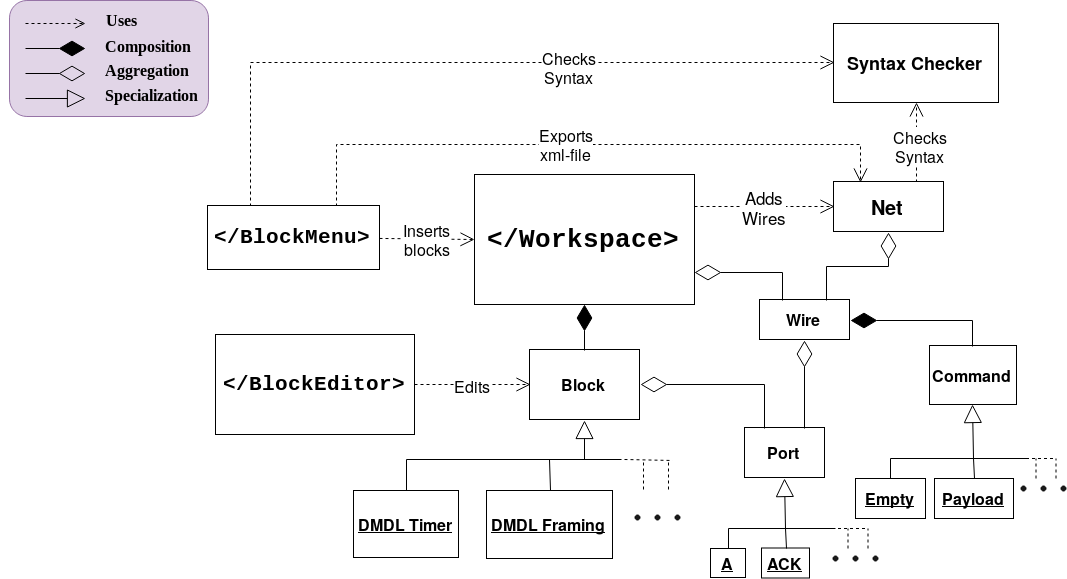 Uses
Composition
Aggregation
Specialization
Checks
Syntax
Syntax Checker
Exports
xml-file
Checks
Syntax
</BlockMenu>
Inserts
blocks
</Workspace>
Adds
Wires
Net
Wire
</BlockEditor>
Edits
Block
Command
Port
Empty
Payload
DMDL Timer
DMDL Framing
A
ACK